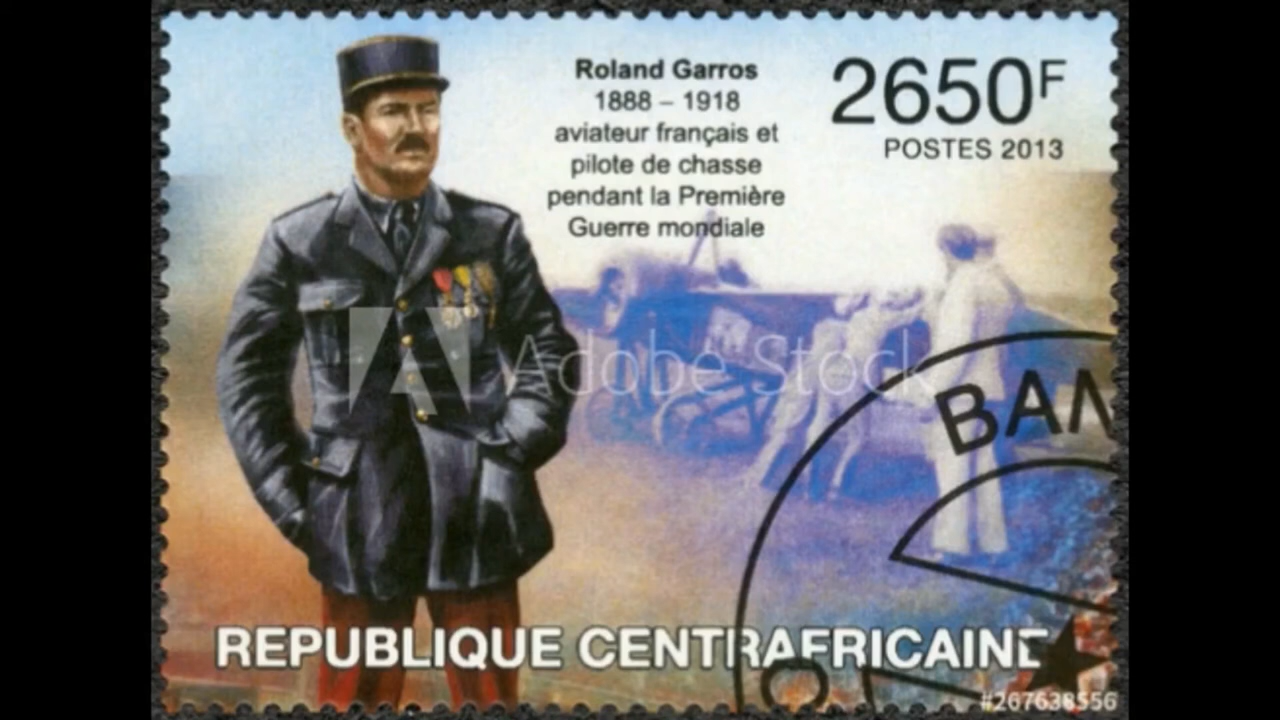 Roland Garros
1888 – 1918
aviateur français et
pilote de chasse
pendant la Première
Guerre mondiale
2650F
POSTES 2013
Adobe Stock
BAN
REPUBLIQUE CENTRAFRICAINE
#267638556